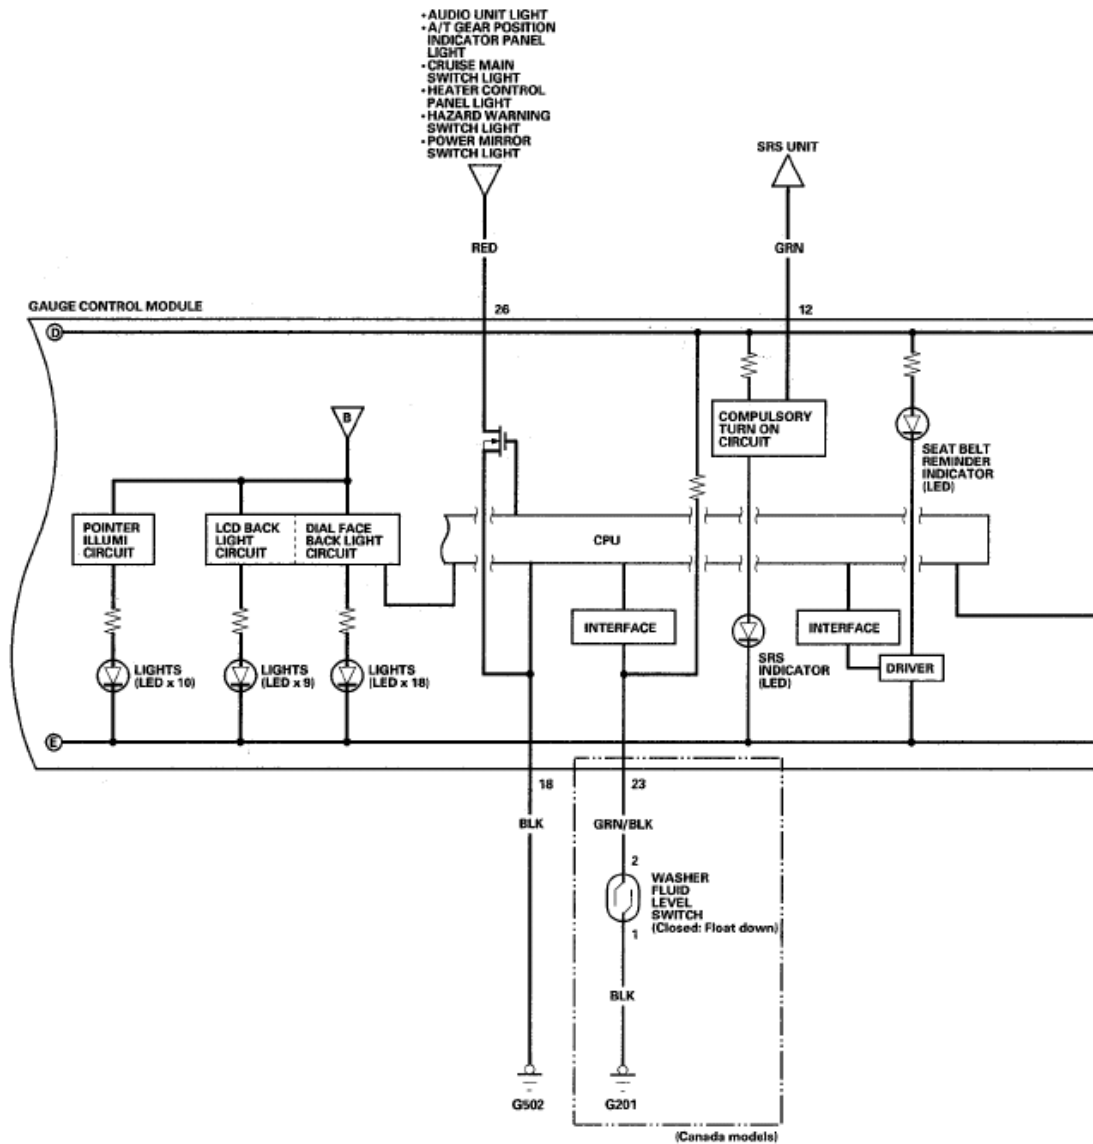 •AUDIO UNIT LIGHT
•A/T GEAR POSITION
INDICATOR PANEL
LIGHT
•CRUISE MAIN
SWITCH LIGHT
•HEATER CONTROL
PANEL LIGHT
•HAZARD WARNING
SWITCH LIGHT
•POWER MIRROR
SWITCH LIGHT
SRS UNIT
RED
GRN
GAUGE CONTROL MODULE
26
12
D
B
COMPULSORY
TURN ON
CIRCUIT
SEAT BELT
REMINDER
INDICATOR
(LED)
POINTER
ILLUMI
CIRCUIT
LCD BACK
LIGHT
CIRCUIT
DIAL FACE
BACK LIGHT
CIRCUIT
CPU
INTERFACE
INTERFACE
LIGHTS
(LED x 10)
LIGHTS
(LED x 9)
LIGHTS
(LED x 18)
SRS
INDICATOR
(LED)
DRIVER
E
18
23
BLK
GRN/BLK
2
WASHER
FLUID
LEVEL
SWITCH
(Closed: Float down)
1
BLK
G502
G201
(Canada models)